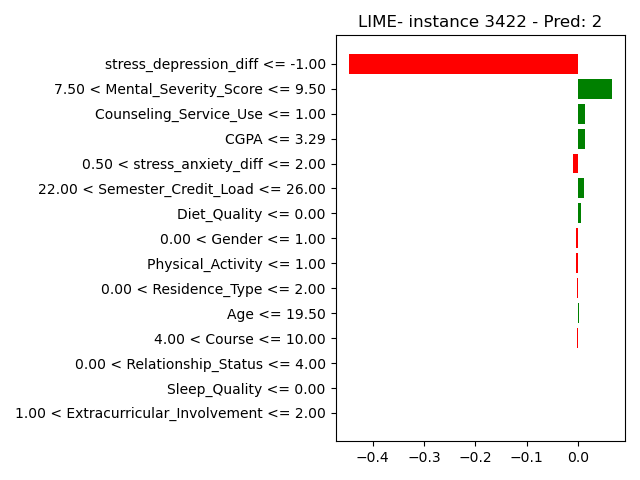 LIME- instance 3422 - Pred: 2
stress_depression_diff <= -1.00
7.50 < Mental_Severity_Score <= 9.50
Counseling_Service_Use <= 1.00
CGPA <= 3.29
0.50 < stress_anxiety_diff <= 2.00
22.00 < Semester_Credit_Load <= 26.00
Diet_Quality <= 0.00
0.00 < Gender <= 1.00
Physical_Activity <= 1.00
0.00 < Residence_Type <= 2.00
Age <= 19.50
4.00 < Course <= 10.00
0.00 < Relationship_Status <= 4.00
Sleep_Quality <= 0.00
1.00 < Extracurricular_Involvement <= 2.00
−0.4 −0.3 −0.2 −0.1 0.0